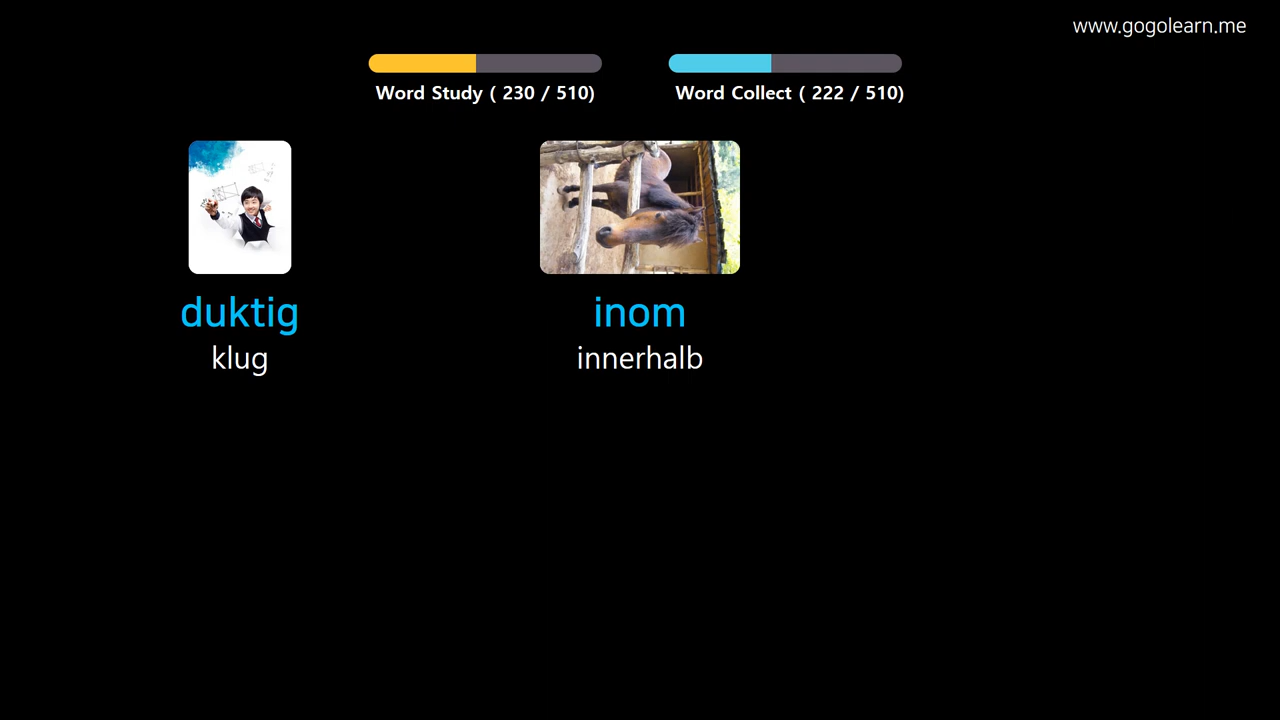 www.gogolearn.me
Word Study ( 230 / 510)
Word Collect ( 222 / 510)
duktig
klug
inom
innerhalb